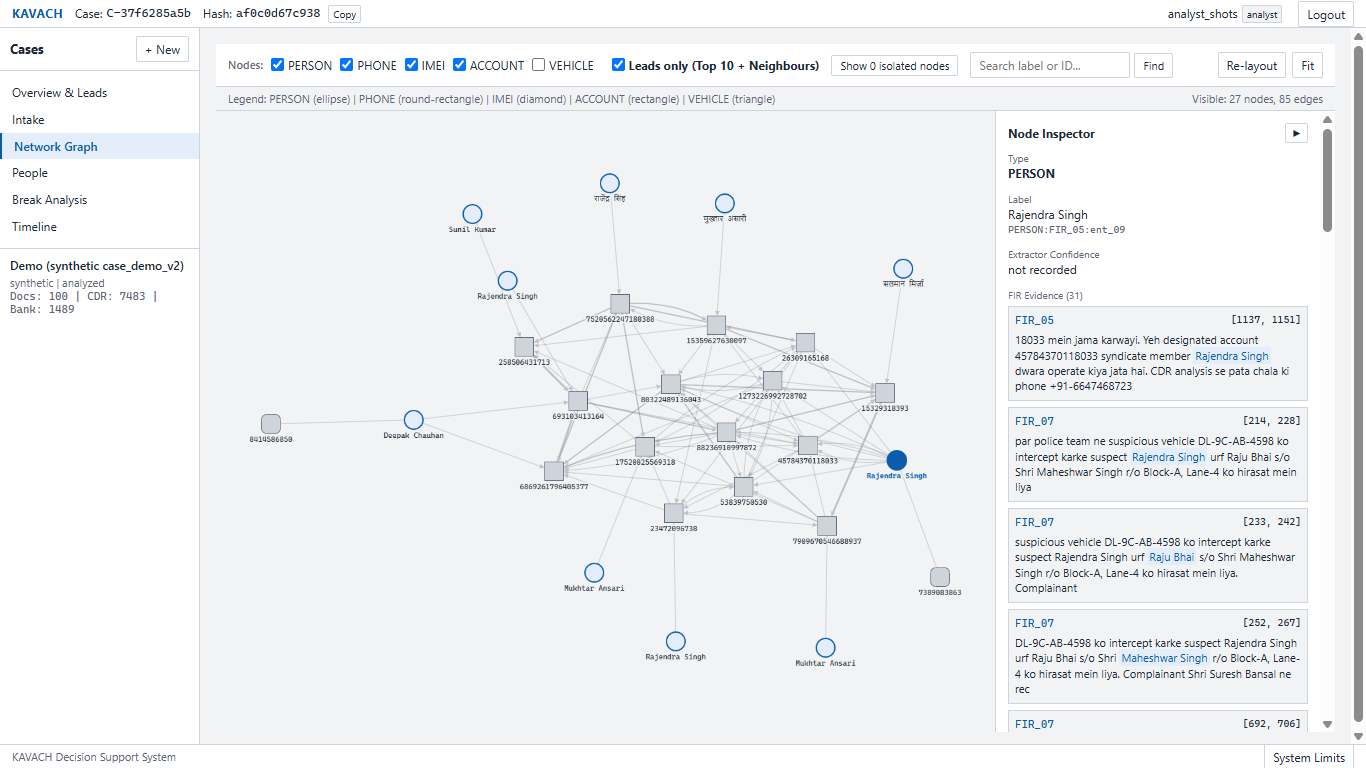 KAVACH Case: C-37f6285a5b Hash: af0c0d67c938 Copy analyst_shots analyst Logout
Cases + New
Overview & Leads
Intake
Network Graph
People
Break Analysis
Timeline
Demo (synthetic case_demo_v2)
synthetic | analyzed
Docs: 100 | CDR: 7483 |
Bank: 1489
Nodes: PERSON PHONE IMEI ACCOUNT VEHICLE Leads only (Top 10 + Neighbours) Show 0 isolated nodes Search label or ID... Find Re-layout Fit
Legend: PERSON (ellipse) | PHONE (round-rectangle) | IMEI (diamond) | ACCOUNT (rectangle) | VEHICLE (triangle) Visible: 27 nodes, 85 edges
राजेंद्र सिंह
मुख्तार अंसारी
Sunil Kumar
सलमान मिर्ज़ा
Rajendra Singh
7520562247180388
15359627630097
258506431713
26309165168
80322489136043
1273226992728702
15329318393
693103413164
8414586850
Deepak Chauhan
88236910997872
17520025569318
45784370118033
Rajendra Singh
6869261796405377
53839750530
23472096738
7909670546608937
Mukhtar Ansari
7389083863
Rajendra Singh
Mukhtar Ansari
Node Inspector
Type
PERSON
Label
Rajendra Singh
PERSON:FIR_05:ent_09
Extractor Confidence
not recorded
FIR Evidence (31)
FIR_05 [1137, 1151]
18033 mein jama karwayi. Yeh designated account
45784370118033 syndicate member Rajendra Singh
dwara operate kiya jata hai. CDR analysis se pata chala ki
phone +91-6647468723
FIR_07 [214, 228]
par police team ne suspicious vehicle DL-9C-AB-4598 ko
intercept karke suspect Rajendra Singh urf Raju Bhai s/o
Shri Maheshwar Singh r/o Block-A, Lane-4 ko hirasat mein
liya
FIR_07 [233, 242]
suspicious vehicle DL-9C-AB-4598 ko intercept karke
suspect Rajendra Singh urf Raju Bhai s/o Shri Maheshwar
Singh r/o Block-A, Lane-4 ko hirasat mein liya.
Complainant
FIR_07 [252, 267]
DL-9C-AB-4598 ko intercept karke suspect Rajendra Singh
urf Raju Bhai s/o Shri Maheshwar Singh r/o Block-A, Lane-
4 ko hirasat mein liya. Complainant Shri Suresh Bansal ne
rec
FIR_07 [692, 706]
KAVACH Decision Support System System Limits